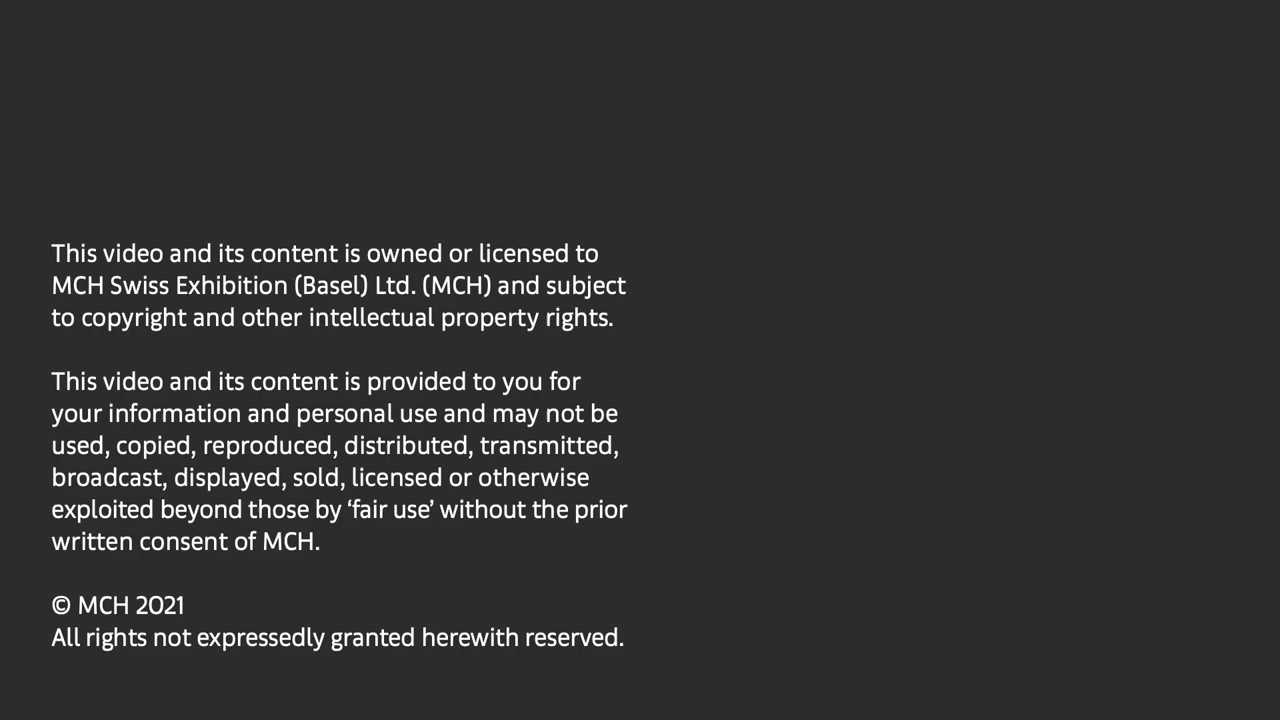 This video and its content is owned or licensed to
MCH Swiss Exhibition (Basel) Ltd. (MCH) and subject
to copyright and other intellectual property rights.
This video and its content is provided to you for
your information and personal use and may not be
used, copied, reproduced, distributed, transmitted,
broadcast, displayed, sold, licensed or otherwise
exploited beyond those by ‘fair use’ without the prior
written consent of MCH.
© MCH 2021
All rights not expressedly granted herewith reserved.